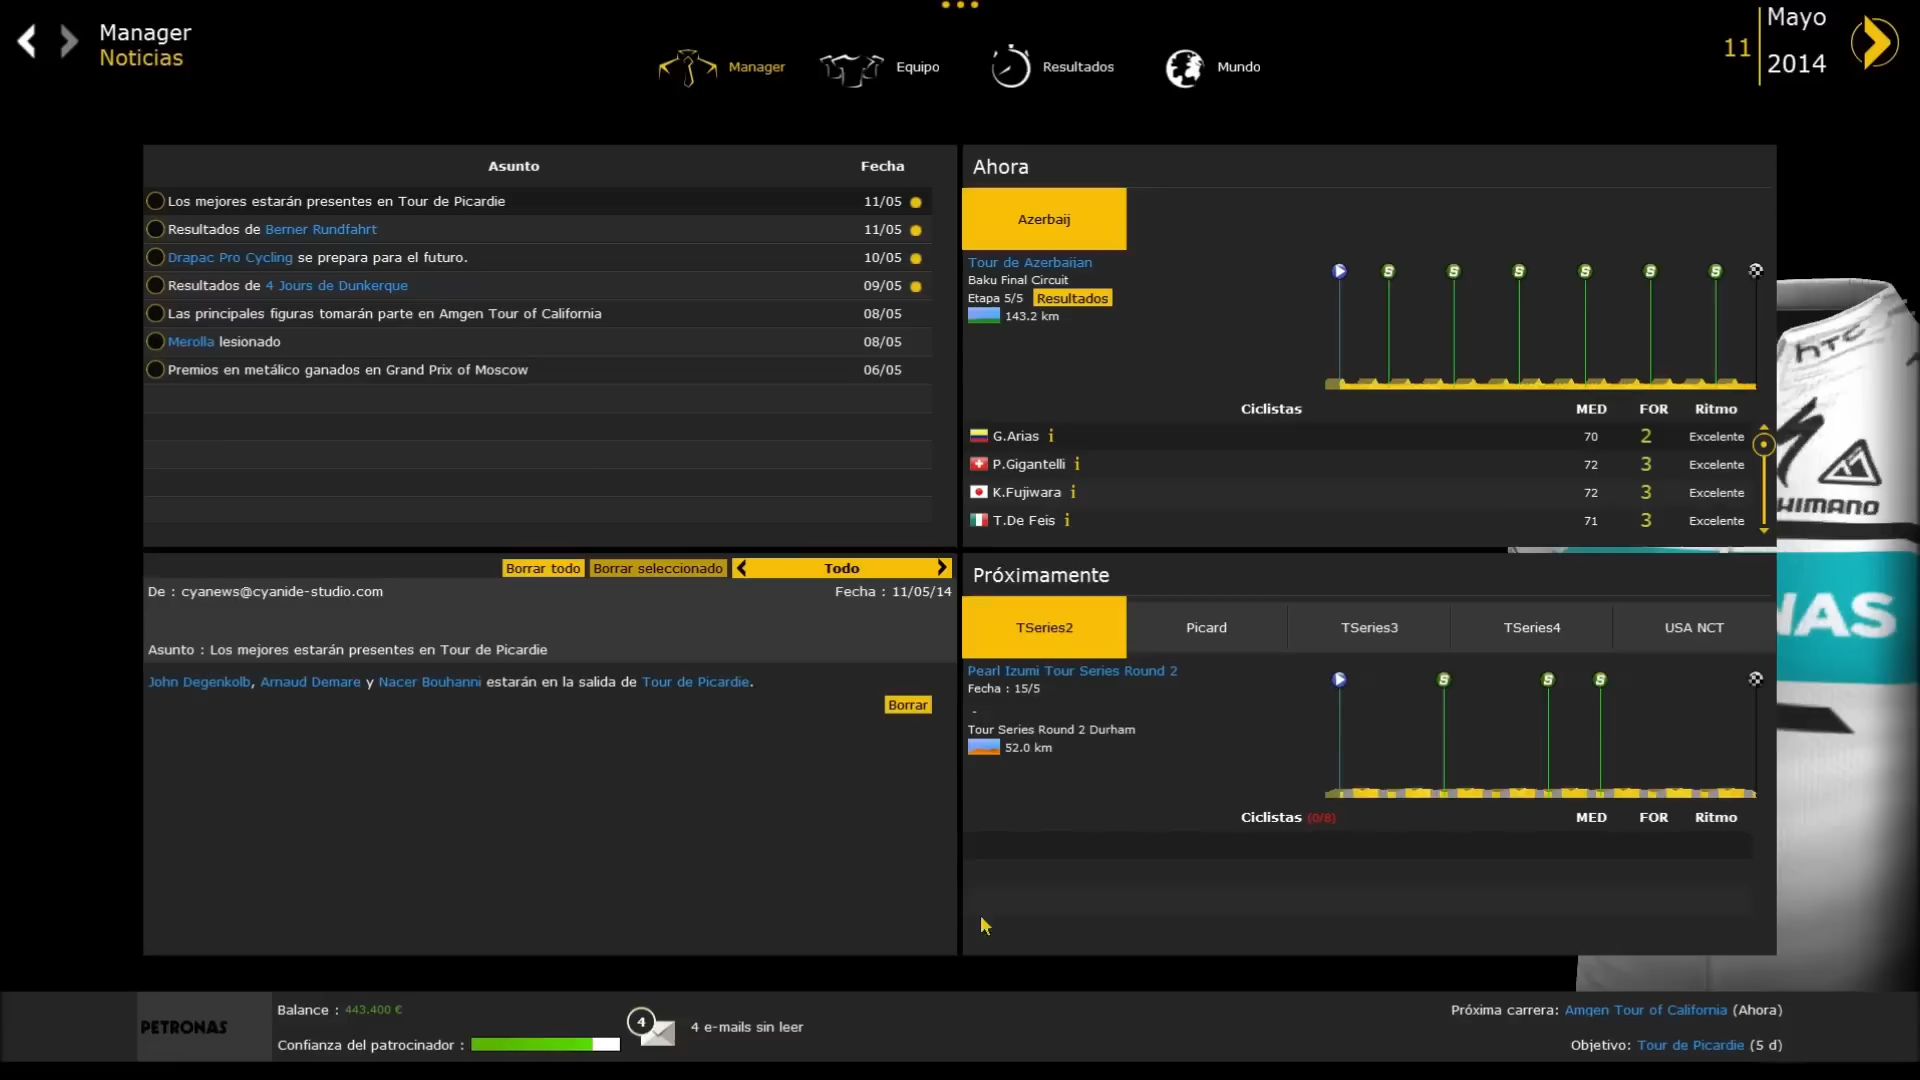 Manager
Noticias
Manager
Equipo
Resultados
Mundo
11
Mayo
2014
Asunto Fecha
Los mejores estarán presentes en Tour de Picardie 11/05
Resultados de Berner Rundfahrt 11/05
Drapac Pro Cycling se prepara para el futuro. 10/05
Resultados de 4 Jours de Dunkerque 09/05
Las principales figuras tomarán parte en Amgen Tour of California 08/05
Merolla lesionado 08/05
Premios en metálico ganados en Grand Prix of Moscow 06/05
Ahora
Azerbaij
Tour de Azerbaijan
Baku Final Circuit
Etapa 5/5 Resultados
143.2 km
S S S S S S
Ciclistas MED FOR Ritmo
G.Arias i 70 2 Excelente
P.Gigantelli i 72 3 Excelente
K.Fujiwara i 72 3 Excelente
T.De Feis i 71 3 Excelente
Borrar todo Borrar seleccionado Todo
De : cyanews@cyanide-studio.com Fecha : 11/05/14
Asunto : Los mejores estarán presentes en Tour de Picardie
John Degenkolb, Arnaud Demare y Nacer Bouhanni estarán en la salida de Tour de Picardie.
Borrar
Próximamente
TSeries2 Picard TSeries3 TSeries4 USA NCT
Pearl Izumi Tour Series Round 2
Fecha : 15/5
-
Tour Series Round 2 Durham
52.0 km
S S S
Ciclistas (0/8) MED FOR Ritmo
hTC
HIMANO
NAS
PETRONAS
Balance : 443.400 €
Confianza del patrocinador :
4
4 e-mails sin leer
Próxima carrera: Amgen Tour of California (Ahora)
Objetivo: Tour de Picardie (5 d)